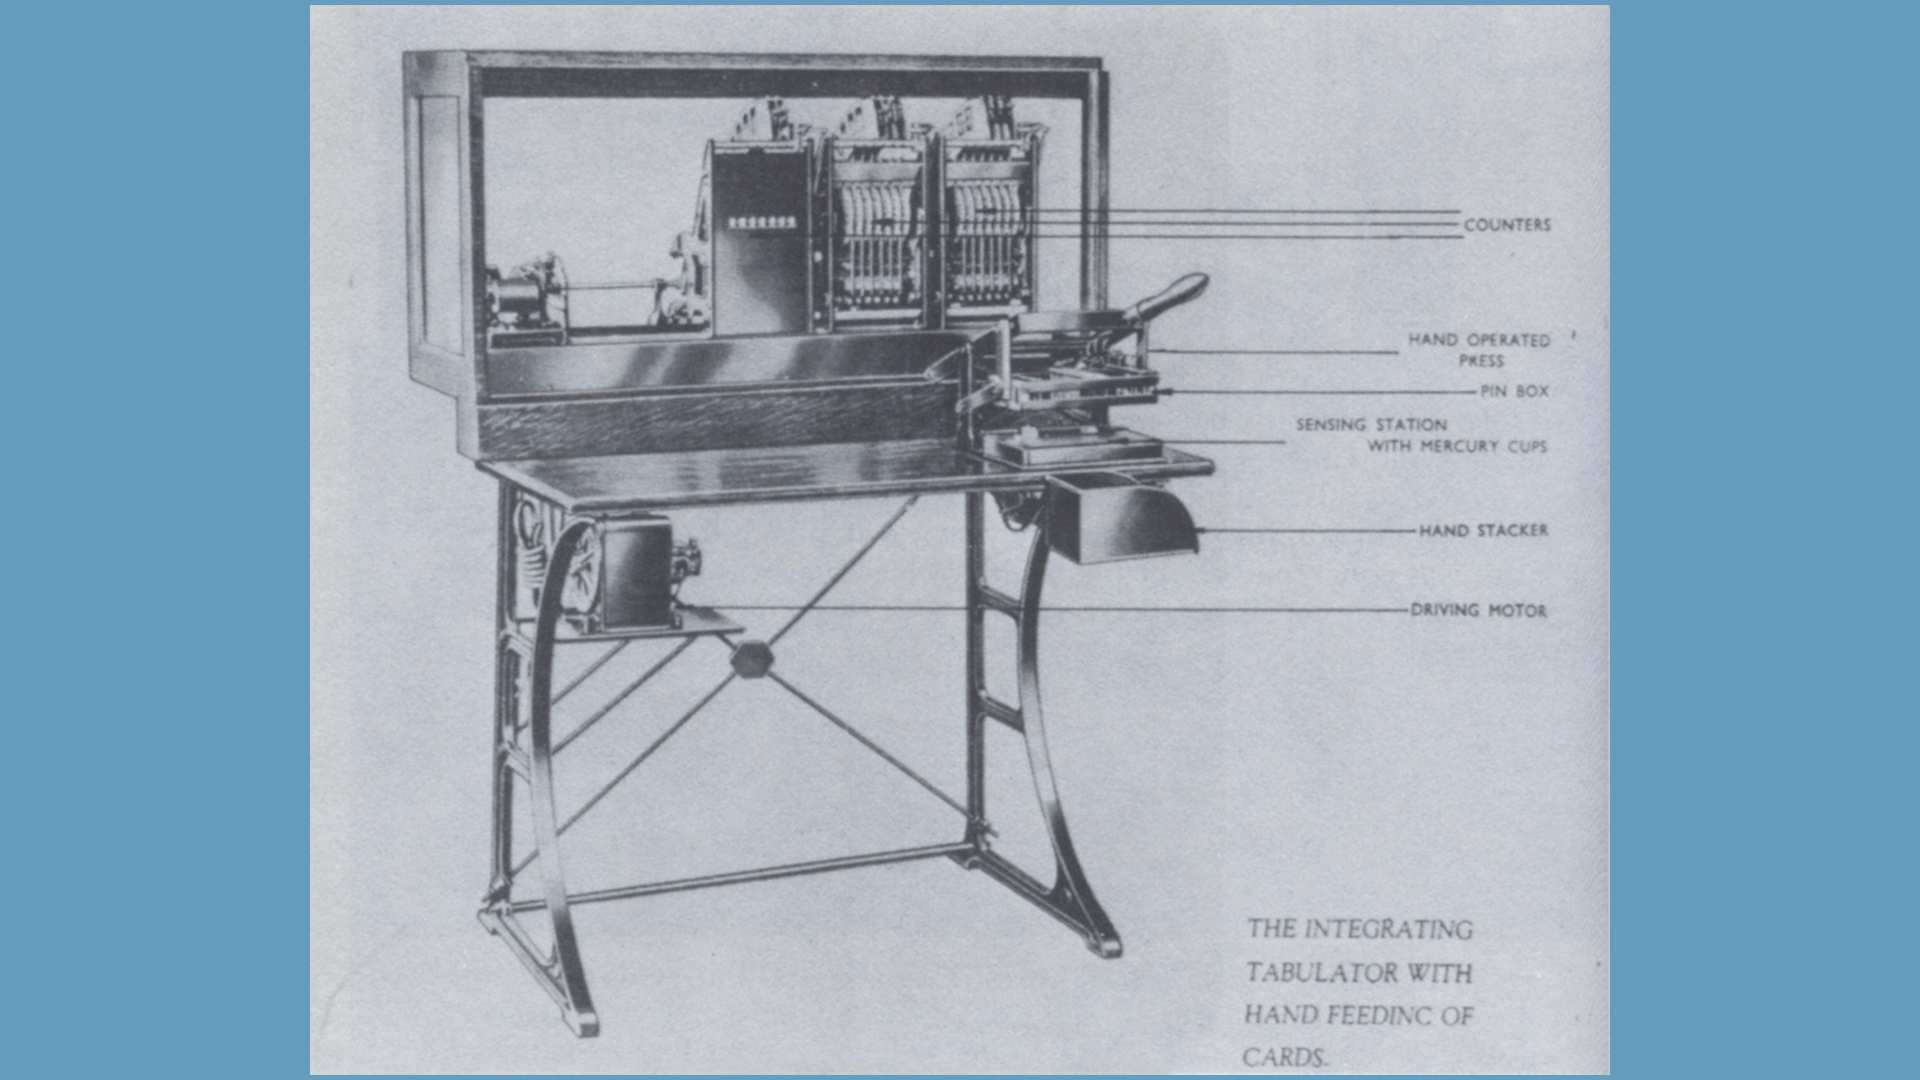 COUNTERS
HAND OPERATED
PRESS
PIN BOX
SENSING STATION
WITH MERCURY CUPS
HAND STACKER
DRIVING MOTOR
THE INTEGRATING
TABULATOR WITH
HAND FEEDING OF
CARDS.